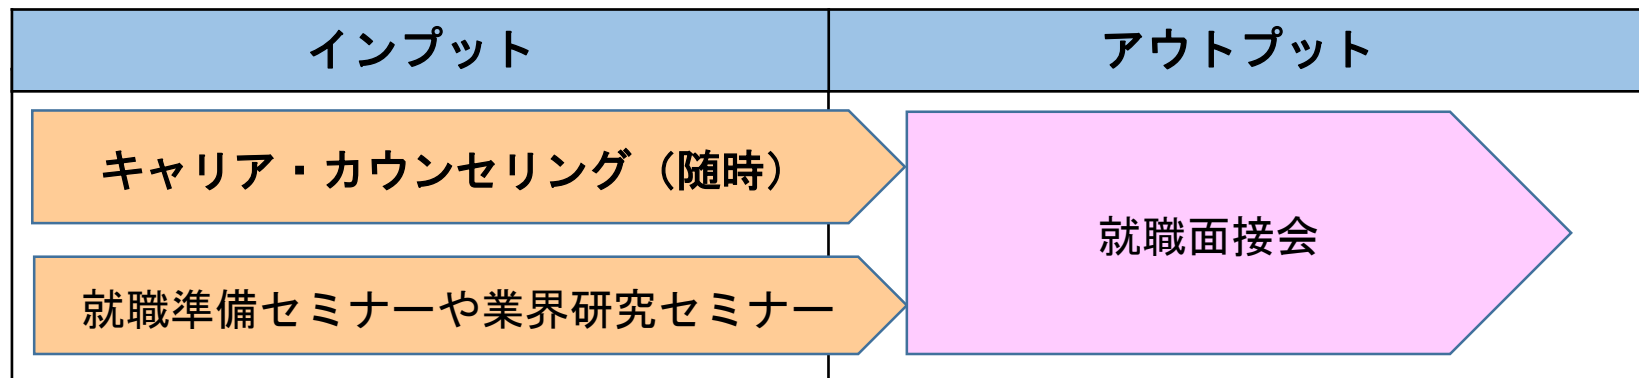 インプット
アウトプット
キャリア・カウンセリング（随時）
就職準備セミナーや業界研究セミナー
就職面接会